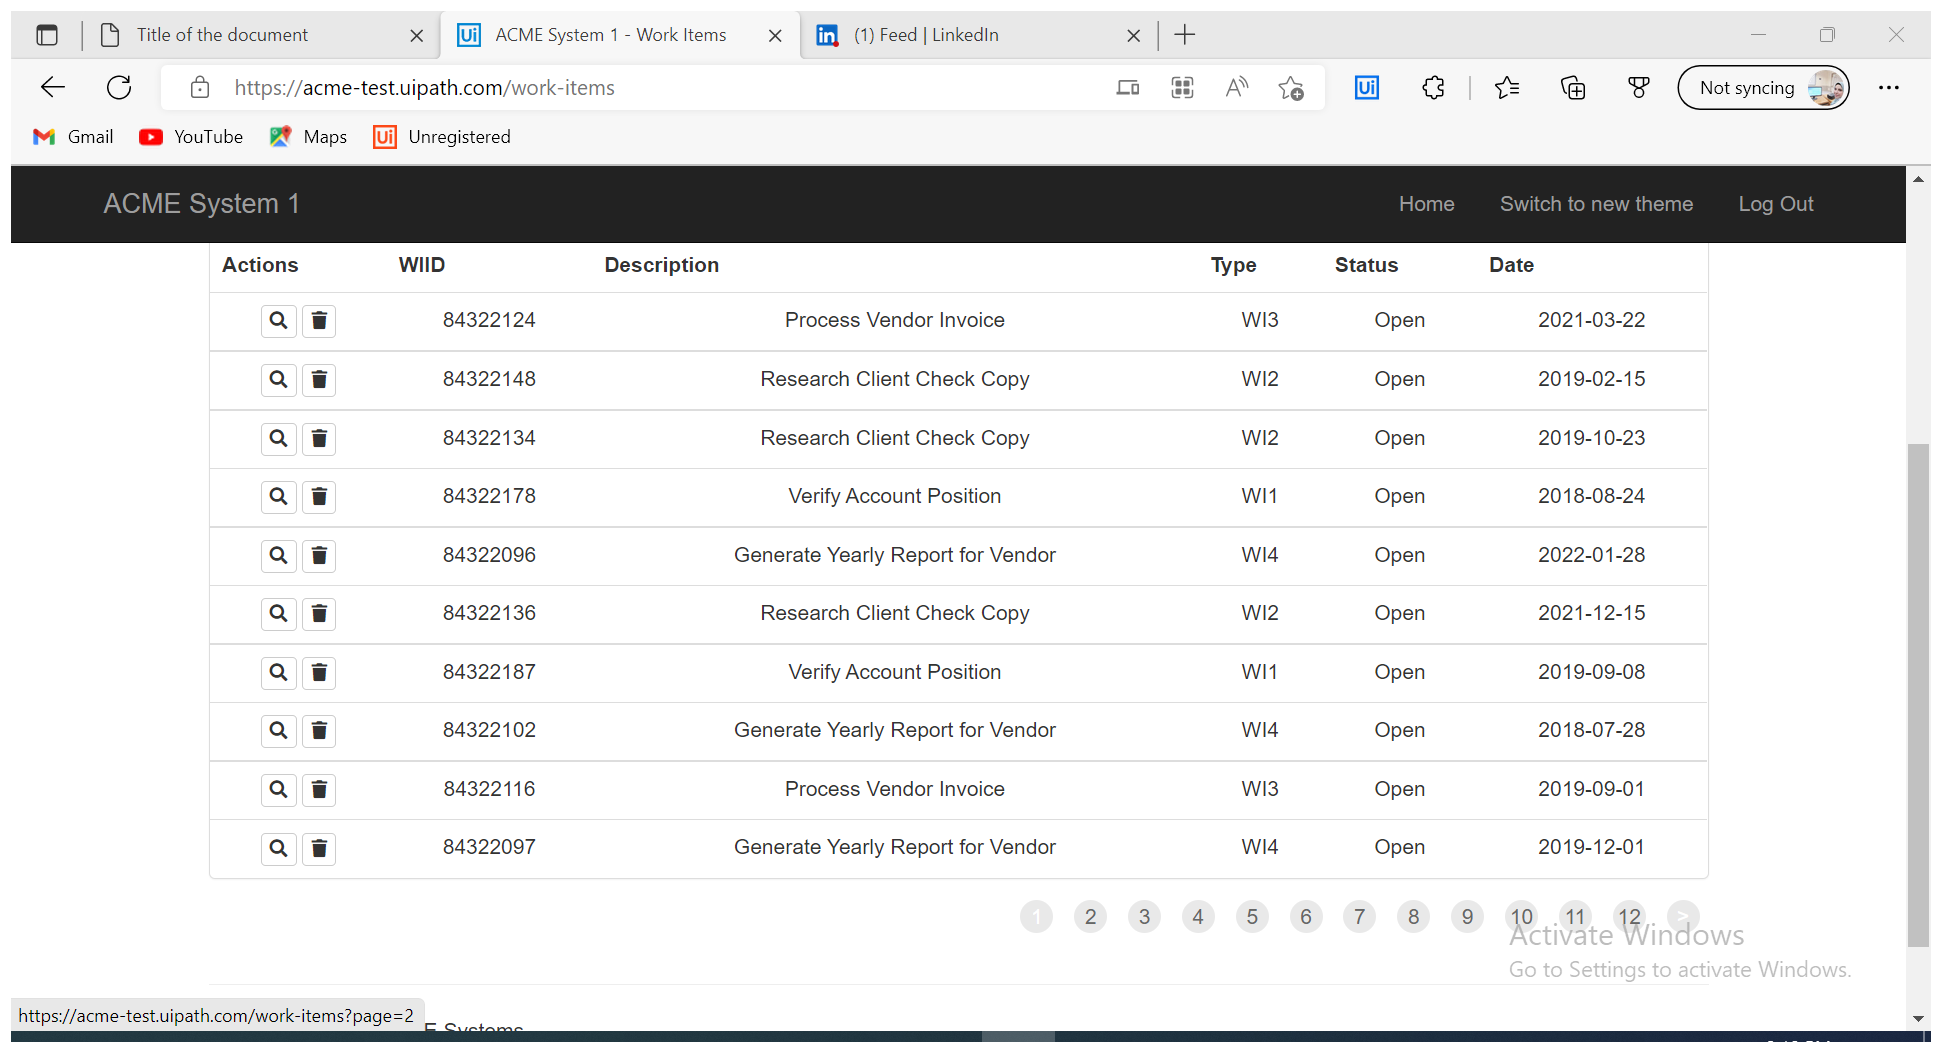 Title of the document
ACME System 1 - Work Items
(1) Feed | LinkedIn
https://acme-test.uipath.com/work-items
Not syncing
Gmail YouTube Maps Unregistered
ACME System 1 Home Switch to new theme Log Out
Actions WIID Description Type Status Date
84322124 Process Vendor Invoice WI3 Open 2021-03-22
84322148 Research Client Check Copy WI2 Open 2019-02-15
84322134 Research Client Check Copy WI2 Open 2019-10-23
84322178 Verify Account Position WI1 Open 2018-08-24
84322096 Generate Yearly Report for Vendor WI4 Open 2022-01-28
84322136 Research Client Check Copy WI2 Open 2021-12-15
84322187 Verify Account Position WI1 Open 2019-09-08
84322102 Generate Yearly Report for Vendor WI4 Open 2018-07-28
84322116 Process Vendor Invoice WI3 Open 2019-09-01
84322097 Generate Yearly Report for Vendor WI4 Open 2019-12-01
1 2 3 4 5 6 7 8 9 10 11 12 >
Activate Windows
Go to Settings to activate Windows.
https://acme-test.uipath.com/work-items?page=2
E Systems